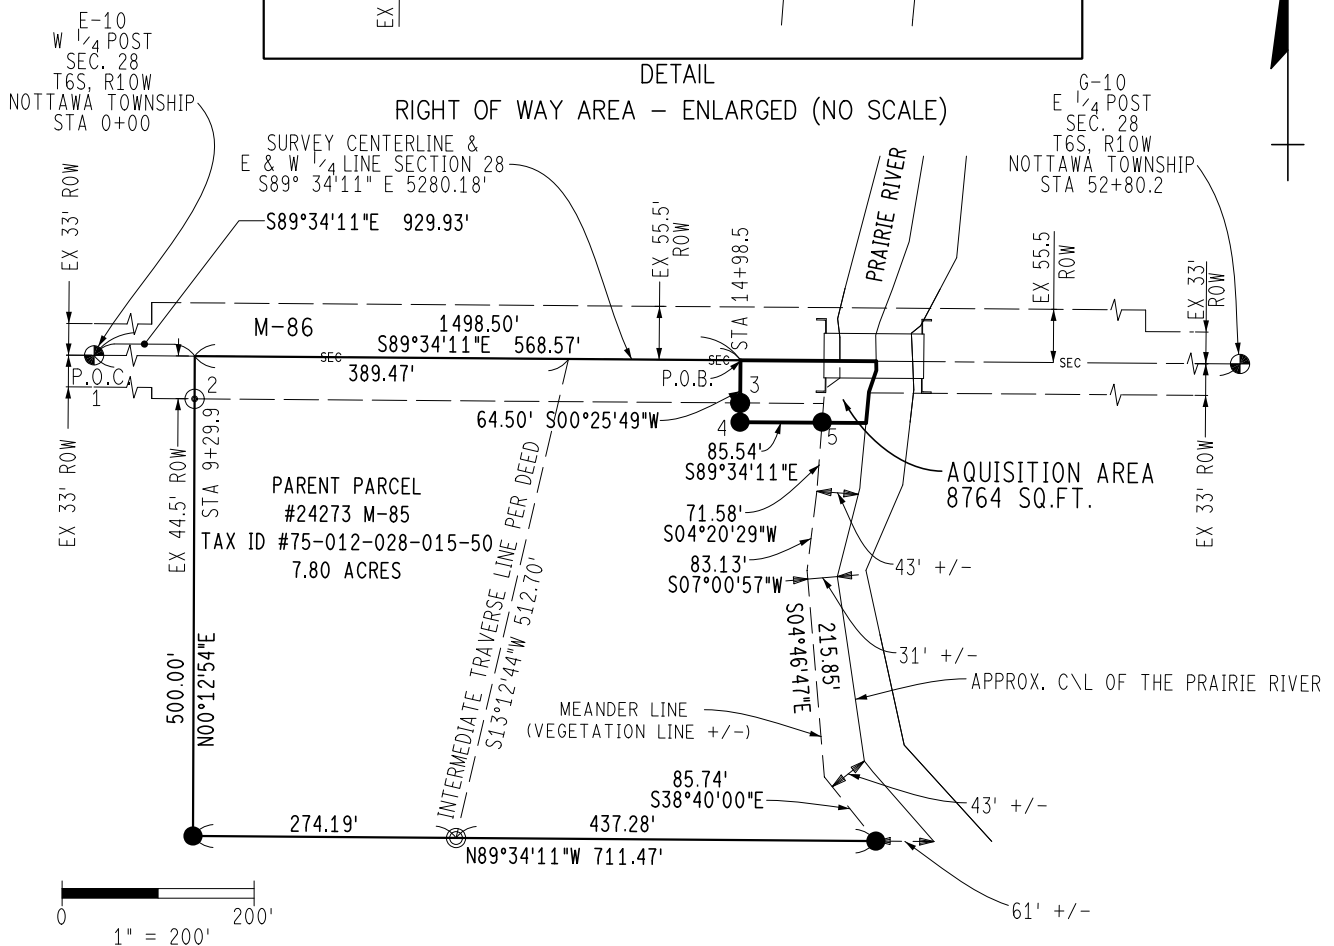 EX
DETAIL
RIGHT OF WAY AREA – ENLARGED (NO SCALE)
E-10
W 1/4 POST
SEC. 28
T6S, R10W
NOTTAWA TOWNSHIP
STA 0+00
G-10
E 1/4 POST
SEC. 28
T6S, R10W
NOTTAWA TOWNSHIP
STA 52+80.2
SURVEY CENTERLINE &
E & W 1/4 LINE SECTION 28
S89° 34'11" E 5280.18'
S89°34'11"E 929.93'
EX 33' ROW
EX 55.5'
ROW
STA 14+98.5
PRAIRIE RIVER
EX 55.5
ROW
EX 33'
ROW
M-86
1498.50'
S89°34'11"E 568.57'
SEC
SEC
SEC
389.47'
P.O.C.
1
2
P.O.B.
3
64.50' S00°25'49"W
4
5
85.54'
S89°34'11"E
EX 33' ROW
EX 44.5' ROW
STA 9+29.9
EX 33' ROW
AQUISITION AREA
8764 SQ.FT.
PARENT PARCEL
#24273 M-85
TAX ID #75-012-028-015-50
7.80 ACRES
INTERMEDIATE TRAVERSE LINE PER DEED
S13°12'44"W 512.70'
71.58'
S04°20'29"W
83.13'
S07°00'57"W
43' +/-
215.85'
S04°46'47"E
31' +/-
APPROX. C\L OF THE PRAIRIE RIVER
500.00'
N00°12'54"E
MEANDER LINE
(VEGETATION LINE +/-)
85.74'
S38°40'00"E
43' +/-
274.19'
437.28'
N89°34'11"W 711.47'
61' +/-
0
200'
1" = 200'